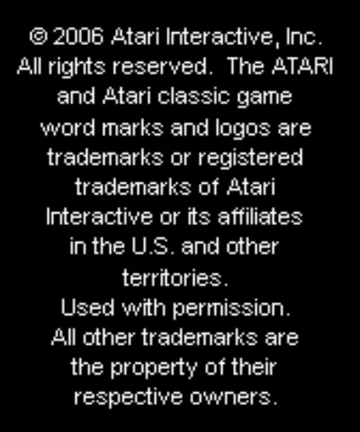 © 2006 Atari Interactive, Inc.
All rights reserved. The ATARI
and Atari classic game
word marks and logos are
trademarks or registered
trademarks of Atari
Interactive or its affiliates
in the U.S. and other
territories.
Used with permission.
All other trademarks are
the property of their
respective owners.